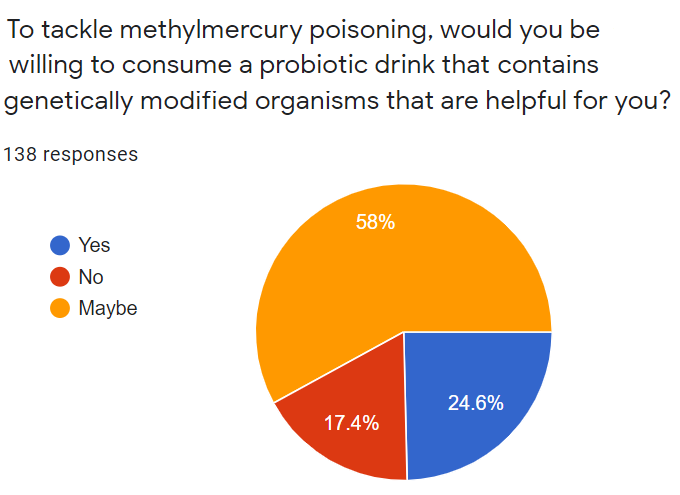 To tackle methylmercury poisoning, would you be
willing to consume a probiotic drink that contains
genetically modified organisms that are helpful for you?
138 responses
Yes
No
Maybe
58%
24.6%
17.4%